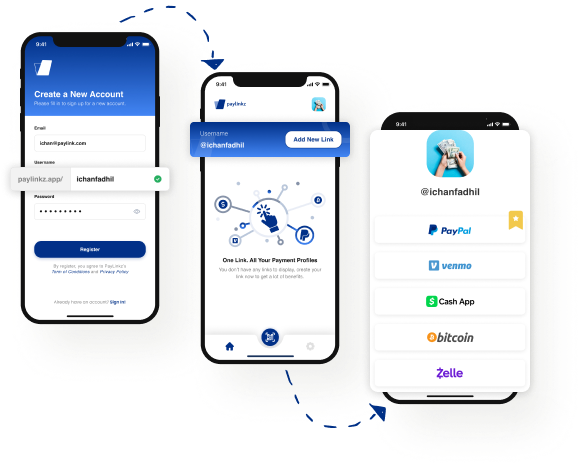 9:41
Create a New Account
Please fill in to sign up for a new account.
Email
ichan@paylink.com
Username
paylinkz.app/ ichanfadhil
Password
Register
By register, you agree to PayLinkz's
Term of Conditions and Privacy Policy
Already have an account? Sign in!
9:41
paylinkz
Username
@ichanfadhil
Add New Link
One Link. All Your Payment Profiles
You don't have any links to display, create your
link now to get a lot of benefits.
9:41
@ichanfadhil
PayPal
venmo
Cash App
bitcoin
Zelle